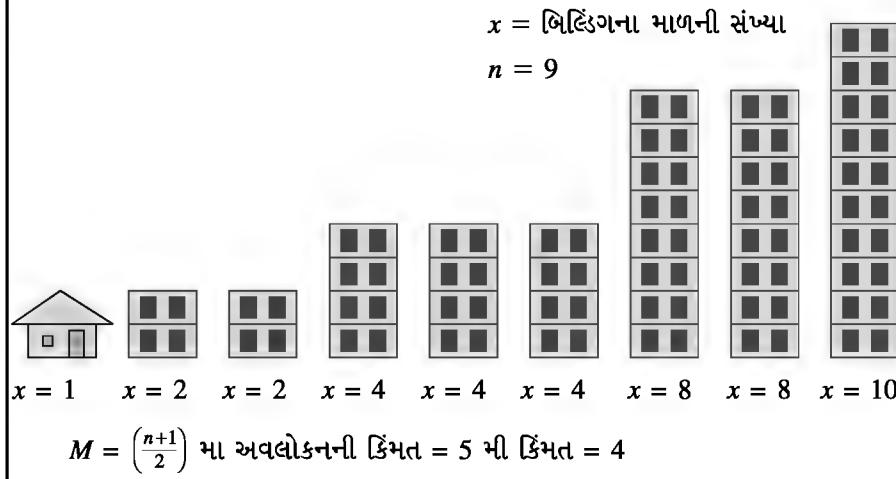 x = બિલ્ડિંગના માળની સંખ્યા
n = 9
x = 1 x = 2 x = 2 x = 4 x = 4 x = 4 x = 8 x = 8 x = 10
M = (n+1/2) મા અવલોકનની કિંમત = 5 મી કિંમત = 4